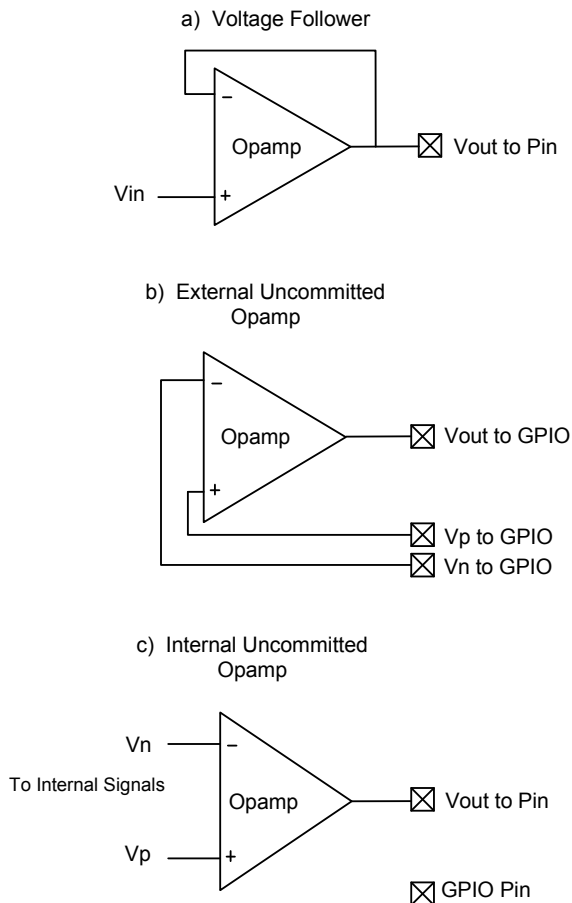 a) Voltage Follower
−
Opamp
Vout to Pin
Vin
+
b) External Uncommitted
Opamp
−
Opamp
Vout to GPIO
+
Vp to GPIO
Vn to GPIO
c) Internal Uncommitted
Opamp
Vn
−
To Internal Signals
Opamp
Vout to Pin
Vp
+
GPIO Pin